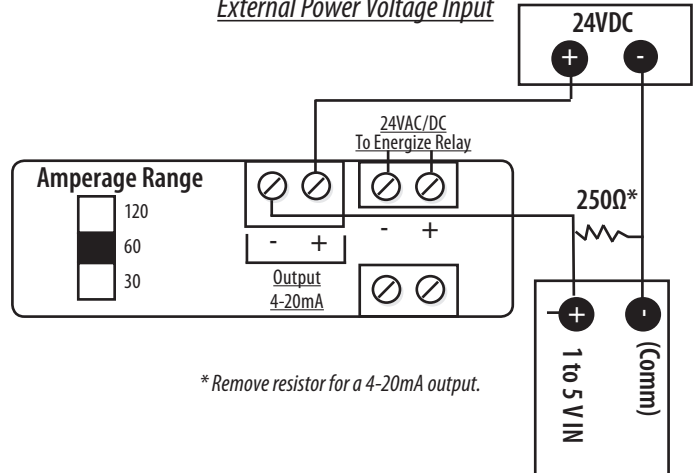 External Power Voltage Input
24VDC
+ -
24VAC/DC
To Energize Relay
Amperage Range
120
60
30
250Ω*
- +
- +
Output
4-20mA
+ -
1 to 5 V IN
(Comm)
* Remove resistor for a 4-20mA output.